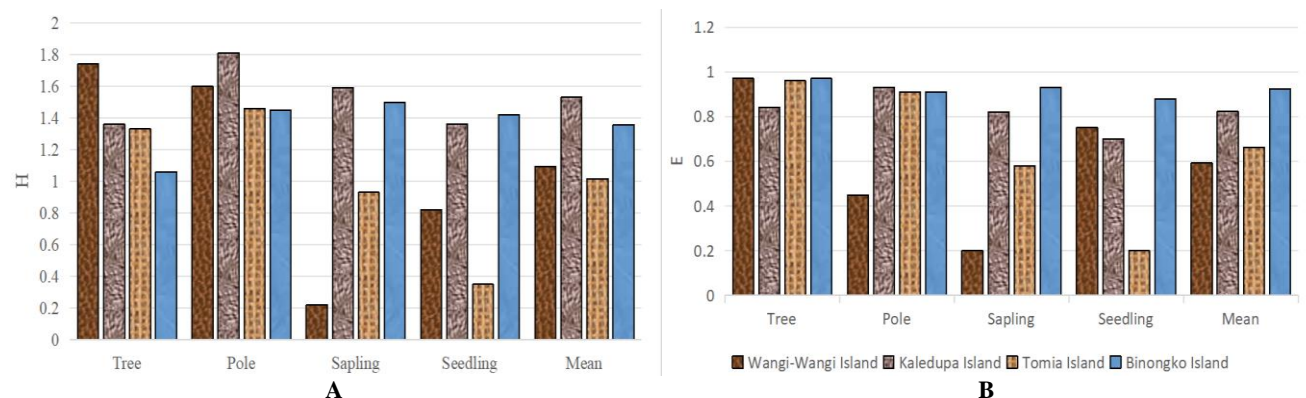 2
1.8
1.6
1.4
1.2
1
0.8
0.6
0.4
0.2
0
H
Tree Pole Sapling Seedling Mean
A
1.2
1
0.8
0.6
0.4
0.2
0
E
Tree Pole Sapling Seedling Mean
Wangi-Wangi Island Kaledupa Island Tomia Island Binongko Island
B